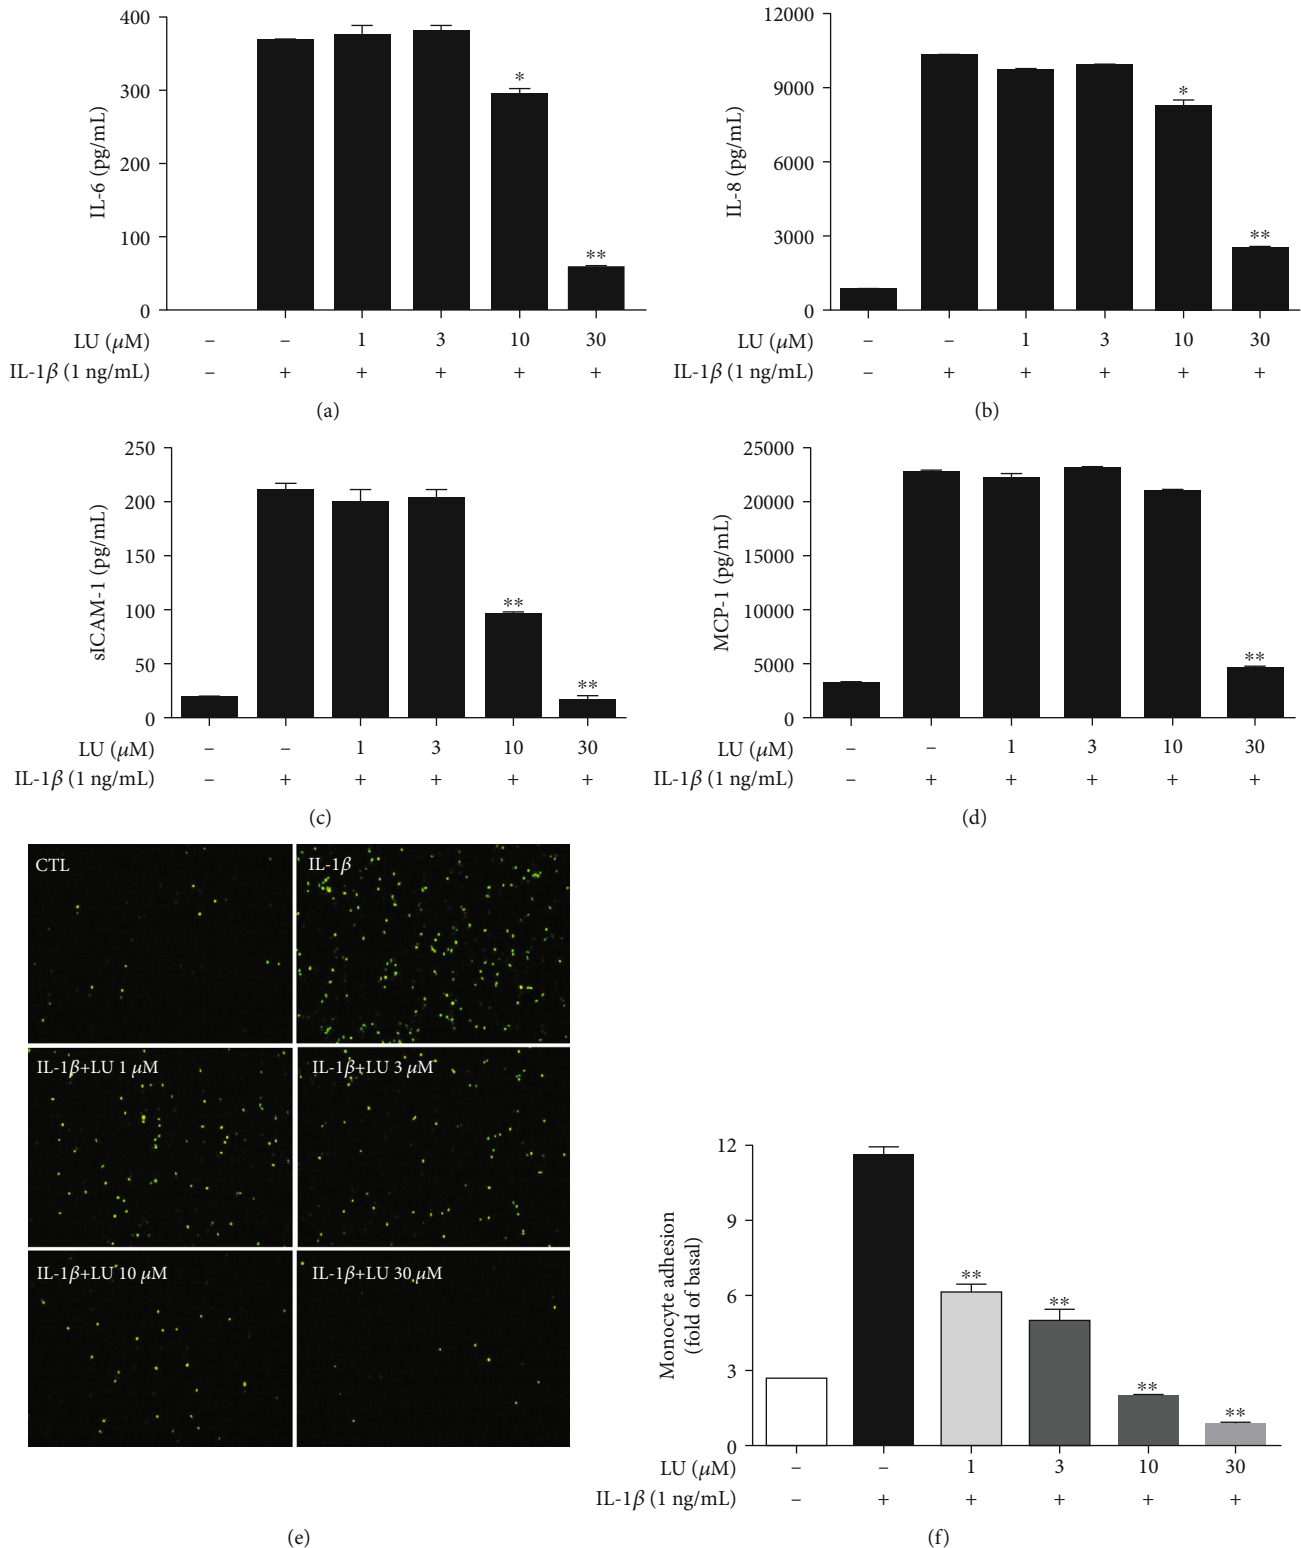 400
300
200
100
0
IL-6 (pg/mL)
*
**
LU (μM) – – 1 3 10 30
IL-1β (1 ng/mL) – + + + + +
(a)
12000
9000
6000
3000
0
IL-8 (pg/mL)
*
**
LU (μM) – – 1 3 10 30
IL-1β (1 ng/mL) – + + + + +
(b)
250
200
150
100
50
0
sICAM-1 (pg/mL)
**
**
LU (μM) – – 1 3 10 30
IL-1β (1 ng/mL) – + + + + +
(c)
25000
20000
15000
10000
5000
0
MCP-1 (pg/mL)
**
LU (μM) – – 1 3 10 30
IL-1β (1 ng/mL) – + + + + +
(d)
CTL
IL-1β
IL-1β+LU 1 μM
IL-1β+LU 3 μM
IL-1β+LU 10 μM
IL-1β+LU 30 μM
(e)
12
9
6
3
0
Monocyte adhesion
(fold of basal)
**
**
**
**
LU (μM) – – 1 3 10 30
IL-1β (1 ng/mL) – + + + + +
(f)